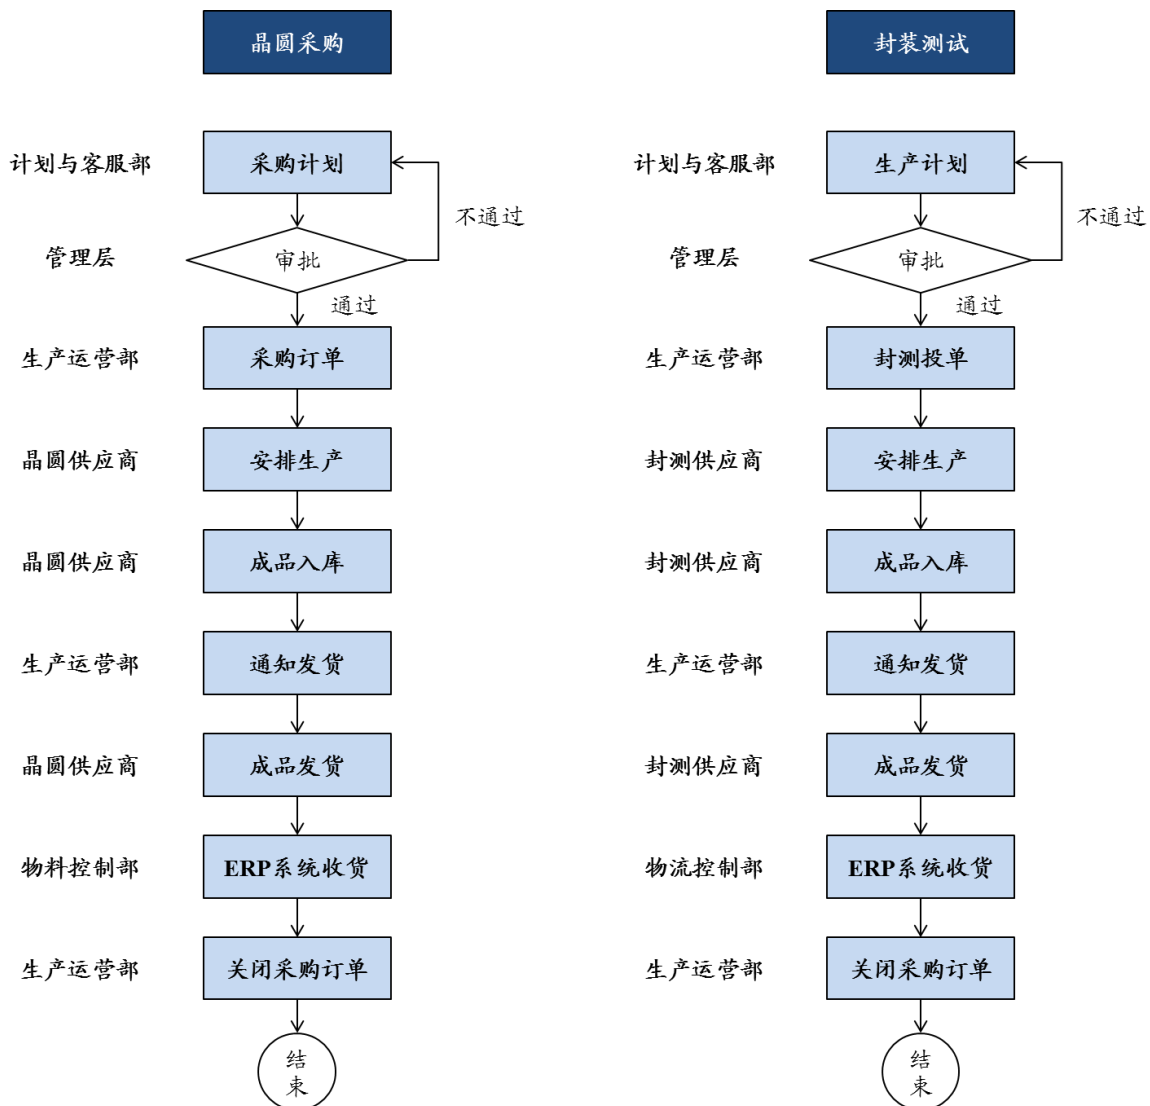 晶圆采购
计划与客服部
采购计划
不通过
管理层
审批
通过
生产运营部
采购订单
晶圆供应商
安排生产
晶圆供应商
成品入库
生产运营部
通知发货
晶圆供应商
成品发货
物料控制部
ERP系统收货
生产运营部
关闭采购订单
结
束
封装测试
计划与客服部
生产计划
不通过
管理层
审批
通过
生产运营部
封测投单
封测供应商
安排生产
封测供应商
成品入库
生产运营部
通知发货
封测供应商
成品发货
物流控制部
ERP系统收货
生产运营部
关闭采购订单
结
束